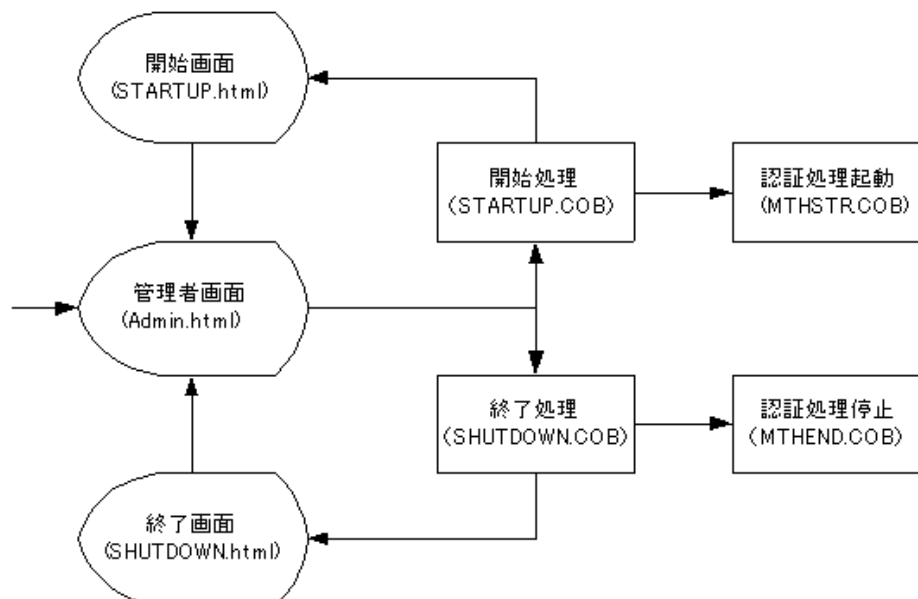 開始画面
(STARTUP.html)
開始処理
(STARTUP.COB)
認証処理起動
(MTHSTR.COB)
管理者画面
(Admin.html)
終了処理
(SHUTDOWN.COB)
認証処理停止
(MTHEND.COB)
終了画面
(SHUTDOWN.html)